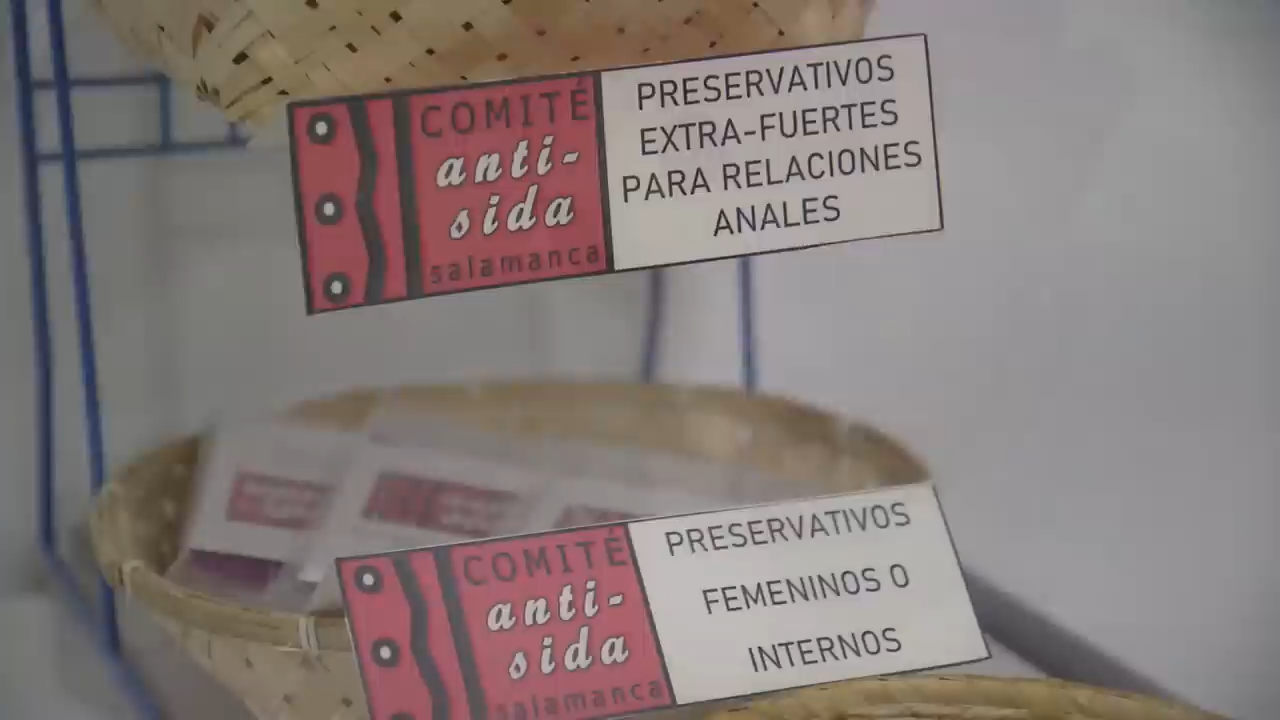 COMITÉ
anti-
sida
salamanca
PRESERVATIVOS
EXTRA-FUERTES
PARA RELACIONES
ANALES
COMITÉ
anti-
sida
salamanca
PRESERVATIVOS
FEMENINOS O
INTERNOS